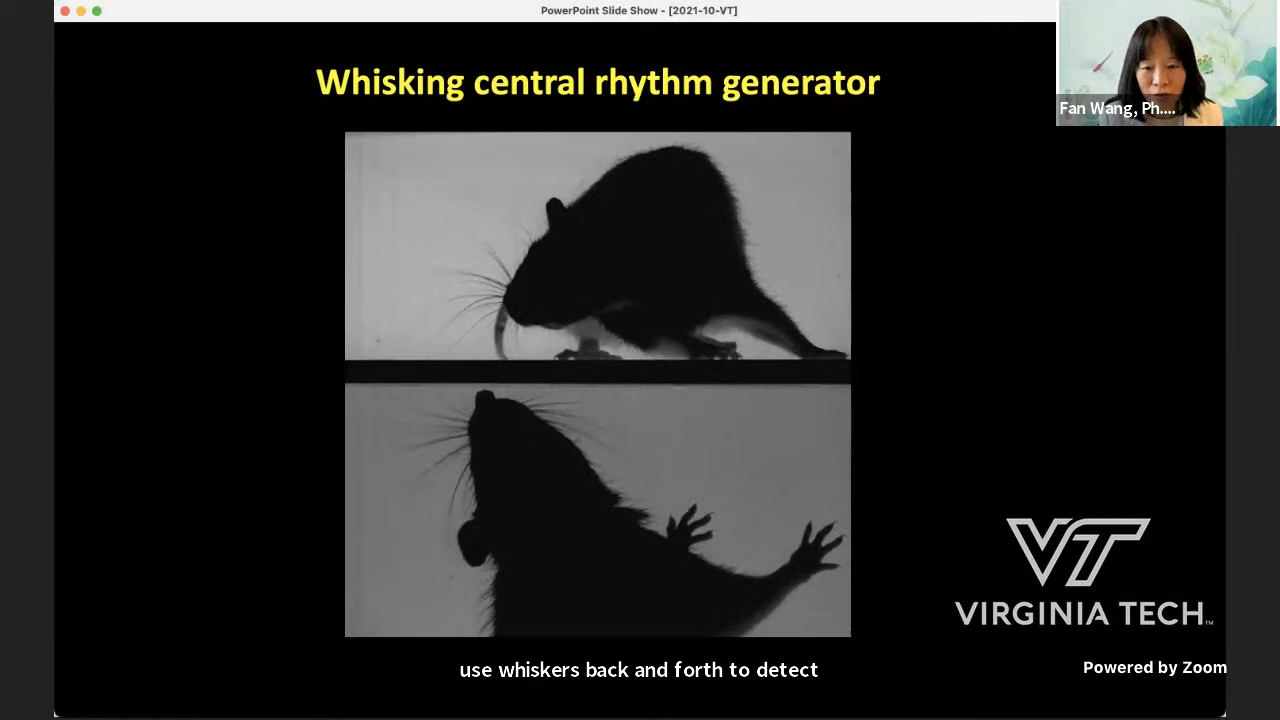 PowerPoint Slide Show - [2021-10-VT]
Whisking central rhythm generator
Fan Wang, Ph....
VT
VIRGINIA TECH™
use whiskers back and forth to detect
Powered by Zoom